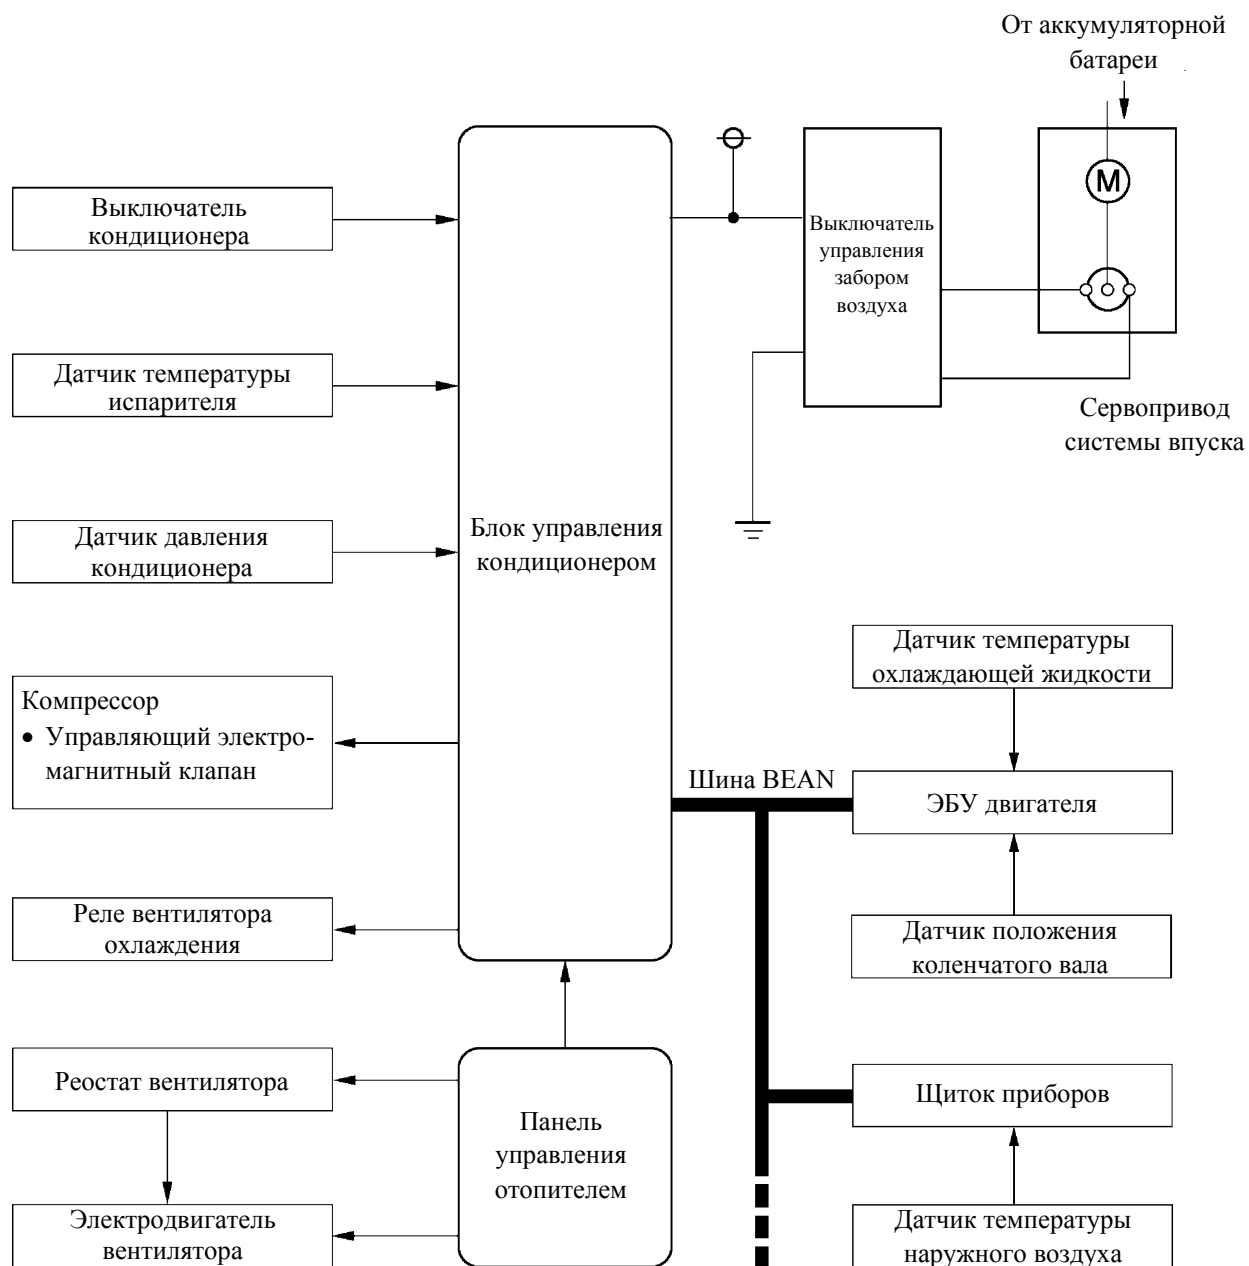 От аккумуляторной
батареи
М
Выключатель
кондиционера
Выключатель
управления
забором
воздуха
Датчик температуры
испарителя
Сервопривод
системы впуска
Датчик давления
кондиционера
Блок управления
кондиционером
Датчик температуры
охлаждающей жидкости
Компрессор
• Управляющий электро-
магнитный клапан
Шина BEAN
ЭБУ двигателя
Реле вентилятора
охлаждения
Датчик положения
коленчатого вала
Реостат вентилятора
Панель
управления
отопителем
Щиток приборов
Электродвигатель
вентилятора
Датчик температуры
наружного воздуха